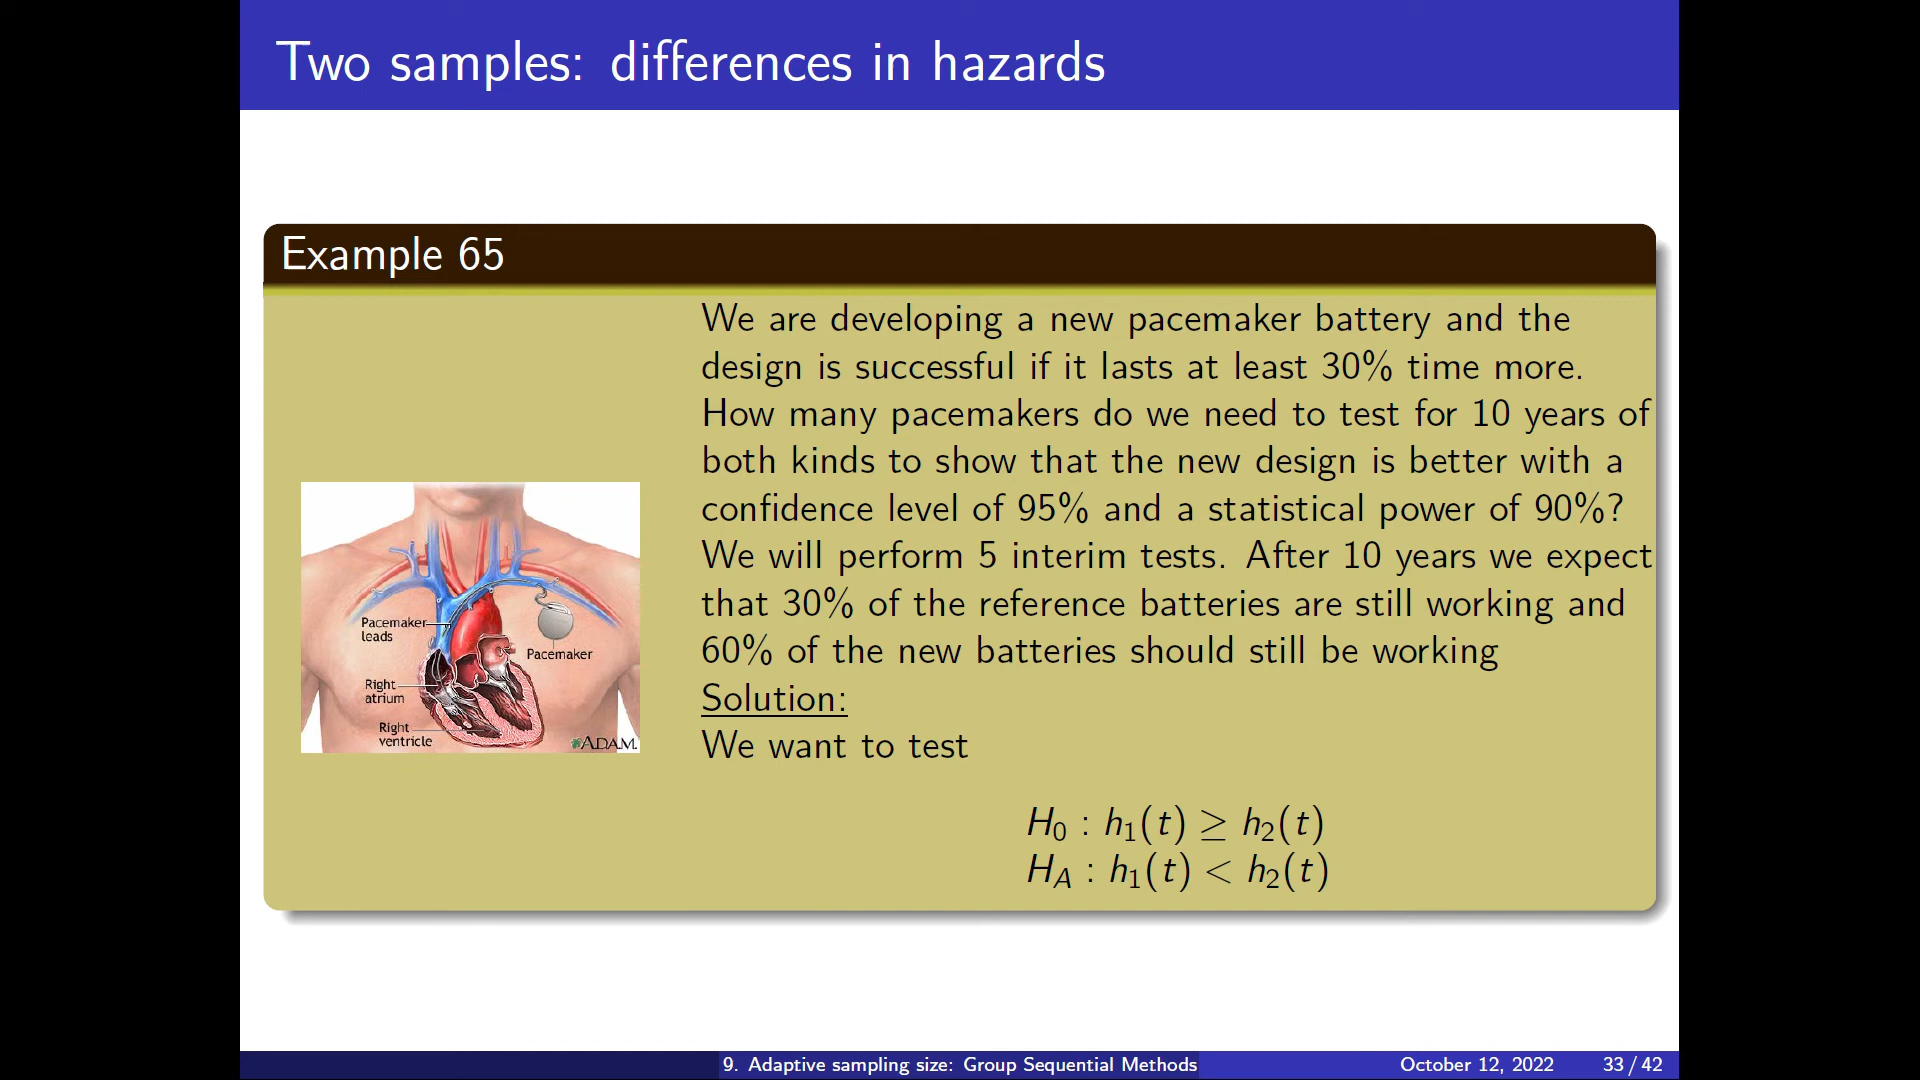 Two samples: differences in hazards
Example 65
We are developing a new pacemaker battery and the
design is successful if it lasts at least 30% time more.
How many pacemakers do we need to test for 10 years of
both kinds to show that the new design is better with a
confidence level of 95% and a statistical power of 90%?
We will perform 5 interim tests. After 10 years we expect
that 30% of the reference batteries are still working and
60% of the new batteries should still be working
Solution:
We want to test
H₀ : h₁(t) ≥ h₂(t)
H_A : h₁(t) < h₂(t)
Pacemaker
leads
Pacemaker
Right
atrium
Right
ventricle
ADAM.
9. Adaptive sampling size: Group Sequential Methods
October 12, 2022
33 / 42